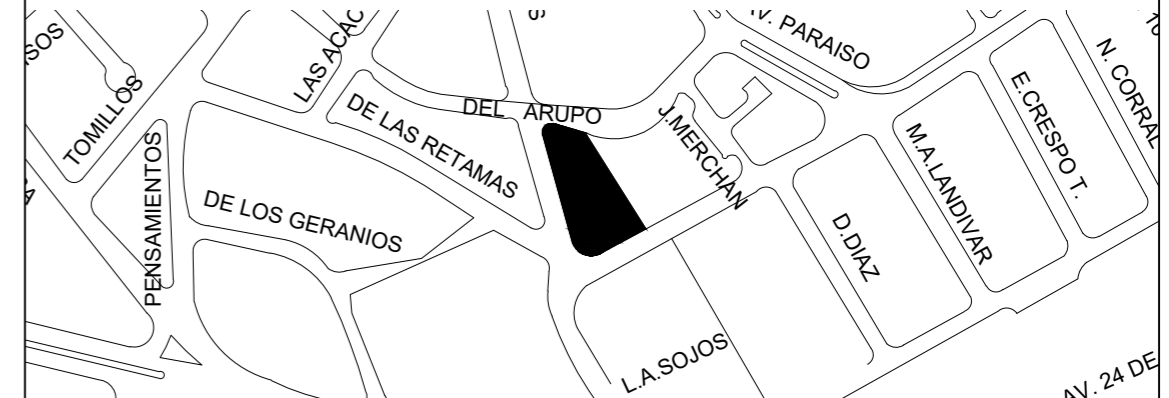 AV. PARAISO
LAS ACAC
TOMILLOS
DEL ARUPO
DE LAS RETAMAS
J.MERCHAN
N. CORRAL
E.CRESPO T.
M.A.LANDIVAR
PENSAMIENTOS
DE LOS GERANIOS
D.DIAZ
L.A.SOJOS
AV. 24 DE